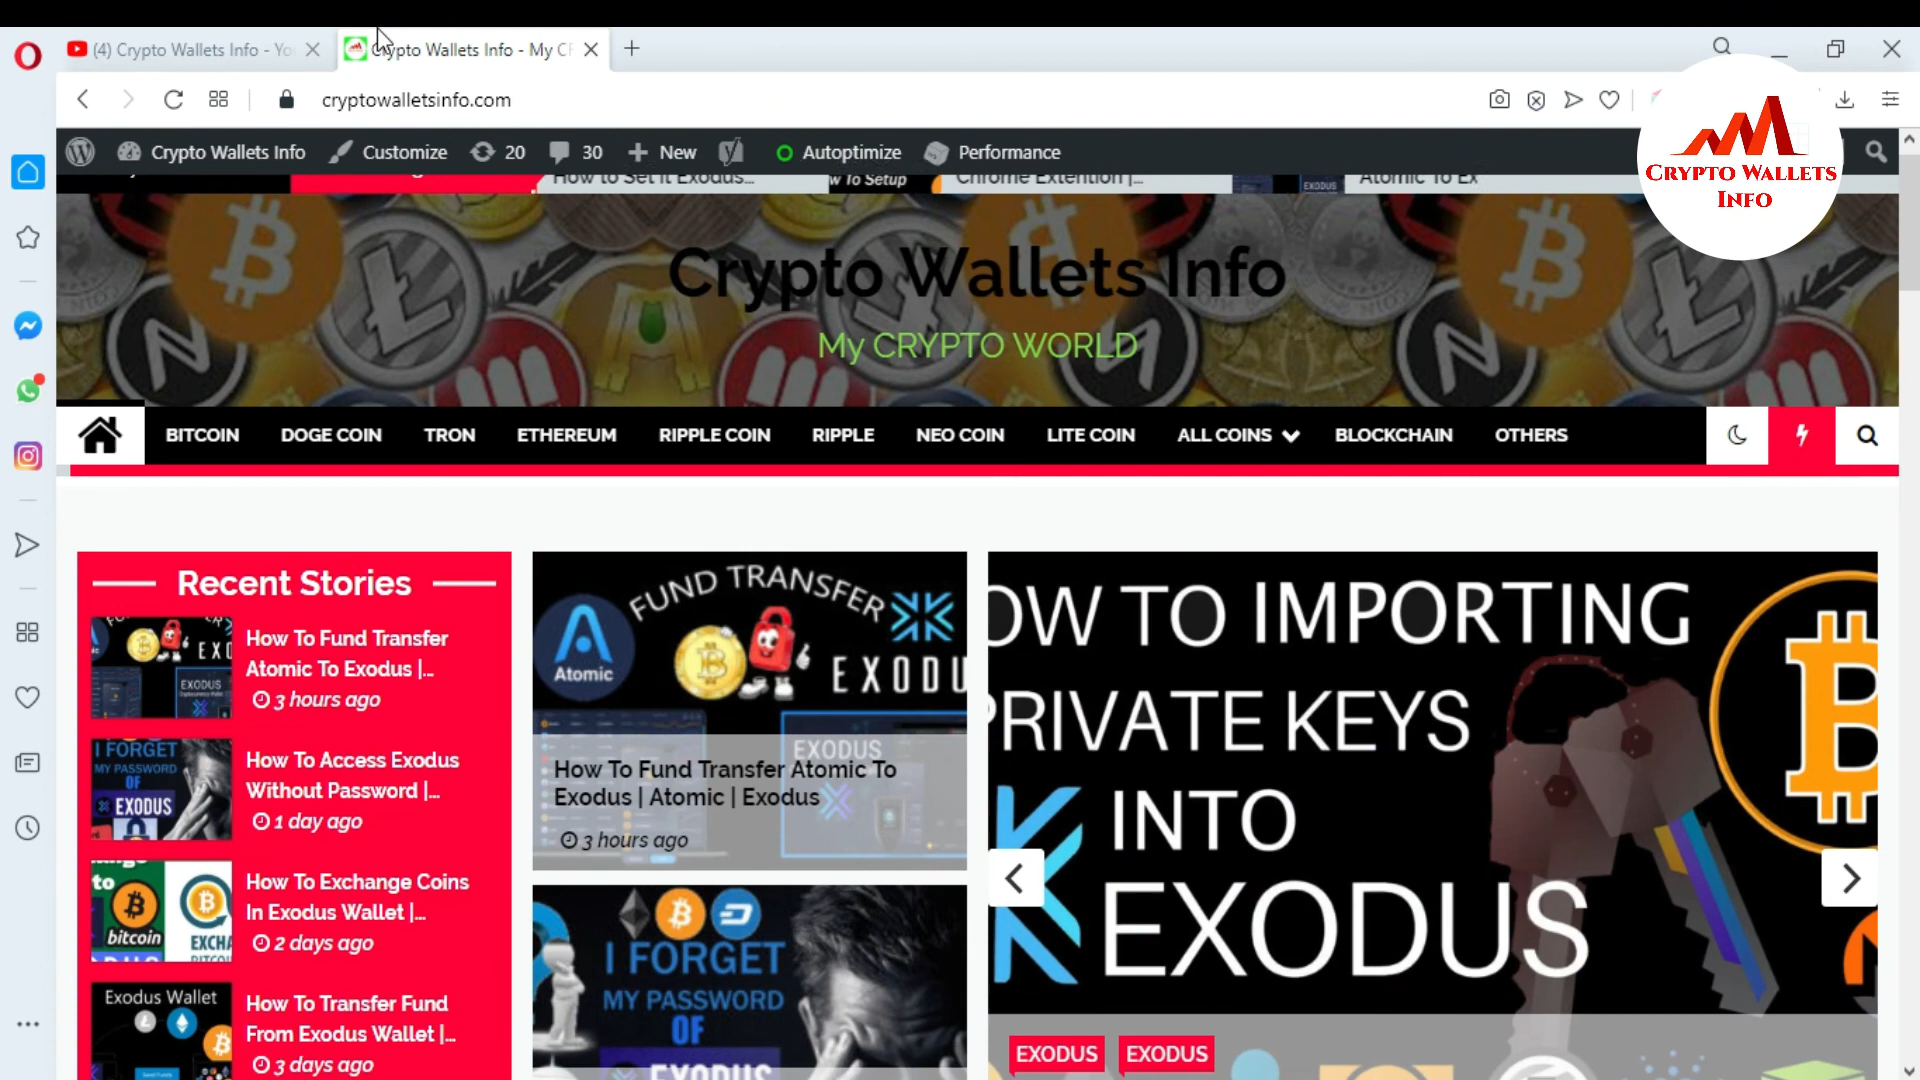 (4) Crypto Wallets Info - Yo
Crypto Wallets Info - My C
cryptowalletsinfo.com
Crypto Wallets Info
Customize
20
30
New
Autoptimize
Performance
How to Set It Exodus...
w To Setup
Chrome Extention |...
EXODUS
Atomic To Ex
CRYPTO WALLETS
INFO
Crypto Wallets Info
My CRYPTO WORLD
BITCOIN
DOGE COIN
TRON
ETHEREUM
RIPPLE COIN
RIPPLE
NEO COIN
LITE COIN
ALL COINS
BLOCKCHAIN
OTHERS
Recent Stories
EXO
EXODUS
How To Fund Transfer
Atomic To Exodus |...
3 hours ago
I FORGET
MY PASSWORD
OF
EXODUS
How To Access Exodus
Without Password |...
1 day ago
to
bitcoin
EXCHA
How To Exchange Coins
In Exodus Wallet |...
2 days ago
Exodus Wallet
How To Transfer Fund
From Exodus Wallet |...
3 days ago
FUND TRANSFER
Atomic
EXODU
EXODUS
How To Fund Transfer Atomic To
Exodus | Atomic | Exodus
3 hours ago
I FORGET
MY PASSWORD
OF
EXODUS
OW TO IMPORTING
PRIVATE KEYS
INTO
EXODUS
EXODUS
EXODUS